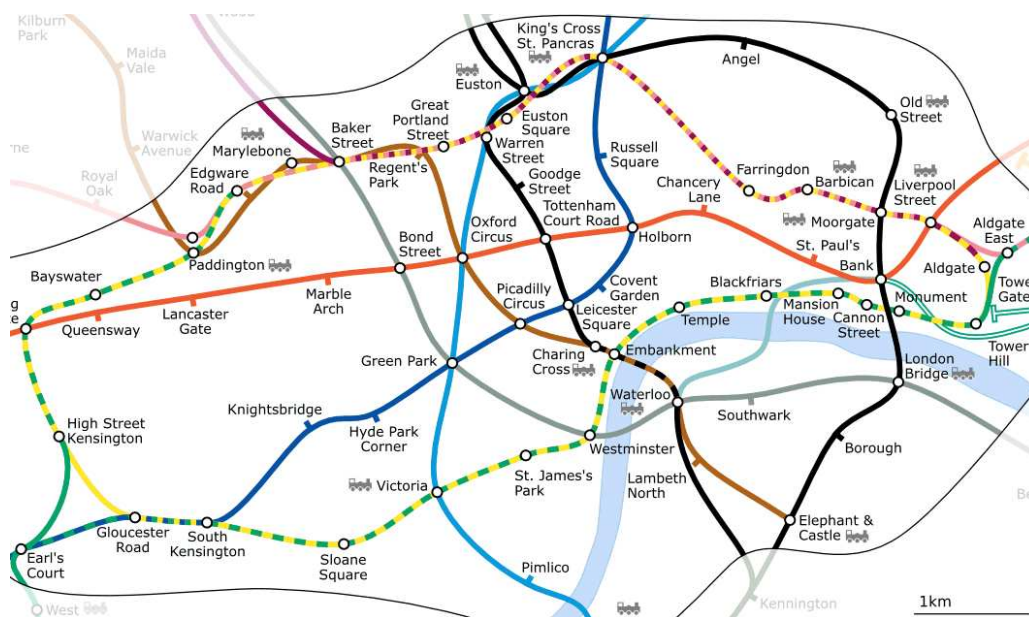 Kilburn
Park
Maida
Vale
King's Cross
St. Pancras
Angel
Euston
Old
Street
Great
Portland
Street
Euston
Square
Baker
Street
Marylebone
Warwick
Avenue
Warren
Street
Russell
Square
Regent's
Park
Edgware
Road
Royal
Oak
Goodge
Street
Chancery
Lane
Farringdon
Barbican
Liverpool
Street
Tottenham
Court Road
Moorgate
Aldgate
East
Oxford
Circus
Bond
Street
Holborn
St. Paul's
Bayswater
Paddington
Bank
Aldgate
Tower
Gate
Marble
Arch
Lancaster
Gate
Queensway
Picadilly
Circus
Covent
Garden
Leicester
Square
Blackfriars
Mansion
House
Cannon
Street
Monument
Temple
Tower
Hill
Green Park
Charing
Cross
Embankment
London
Bridge
Waterloo
Southwark
Knightsbridge
Hyde Park
Corner
High Street
Kensington
Westminster
Borough
St. James's
Park
Lambeth
North
Victoria
Gloucester
Road
South
Kensington
Sloane
Square
Elephant &
Castle
Earl's
Court
Pimlico
West
Kennington
1km